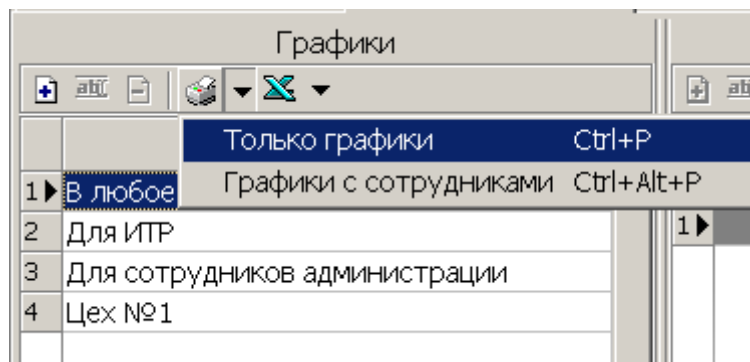 Графики
Только графики Ctrl+P
Графики с сотрудниками Ctrl+Alt+P
1 В любое
2 Для ИТР
1
3 Для сотрудников администрации
4 Цех №1